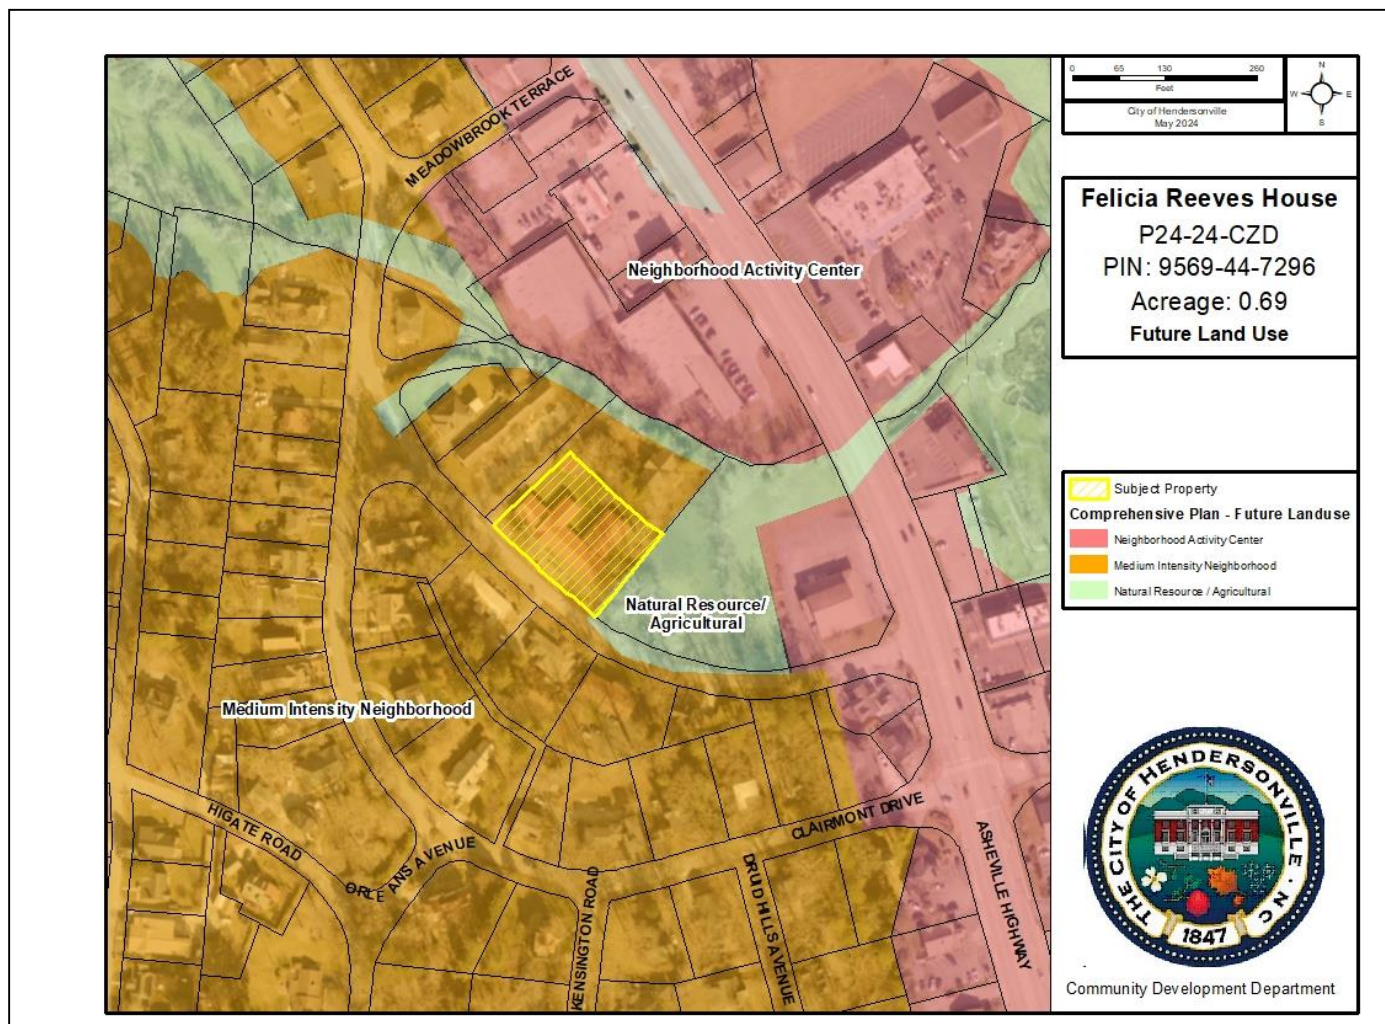 MEADOWBROOK TERRACE
Neighborhood Activity Center
Natural Resource/
Agricultural
Medium Intensity Neighborhood
HIGATE ROAD
ORLEANS AVENUE
KENSINGTON ROAD
CLAIRMONT DRIVE
DRUID HILLS AVENUE
ASHEVILLE HIGHWAY
0 65 130 260
Feet
City of Hendersonville
May 2024
N
W E
S
Felicia Reeves House
P24-24-CZD
PIN: 9569-44-7296
Acreage: 0.69
Future Land Use
Subject Property
Comprehensive Plan - Future Landuse
Neighborhood Activity Center
Medium Intensity Neighborhood
Natural Resource / Agricultural
THE CITY OF HENDERSONVILLE · NC
1847
Community Development Department